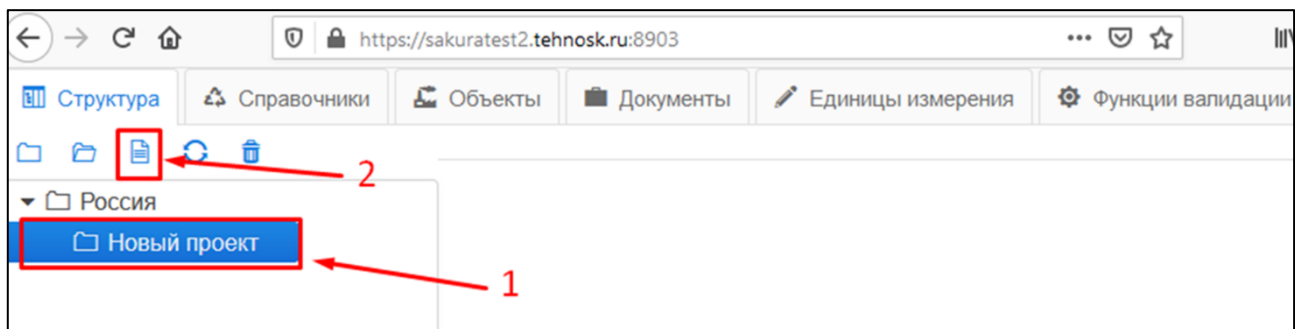 https://sakuratest2.tehnosk.ru:8903
Структура Справочники Объекты Документы Единицы измерения Функции валидации
2
Россия
Новый проект
1